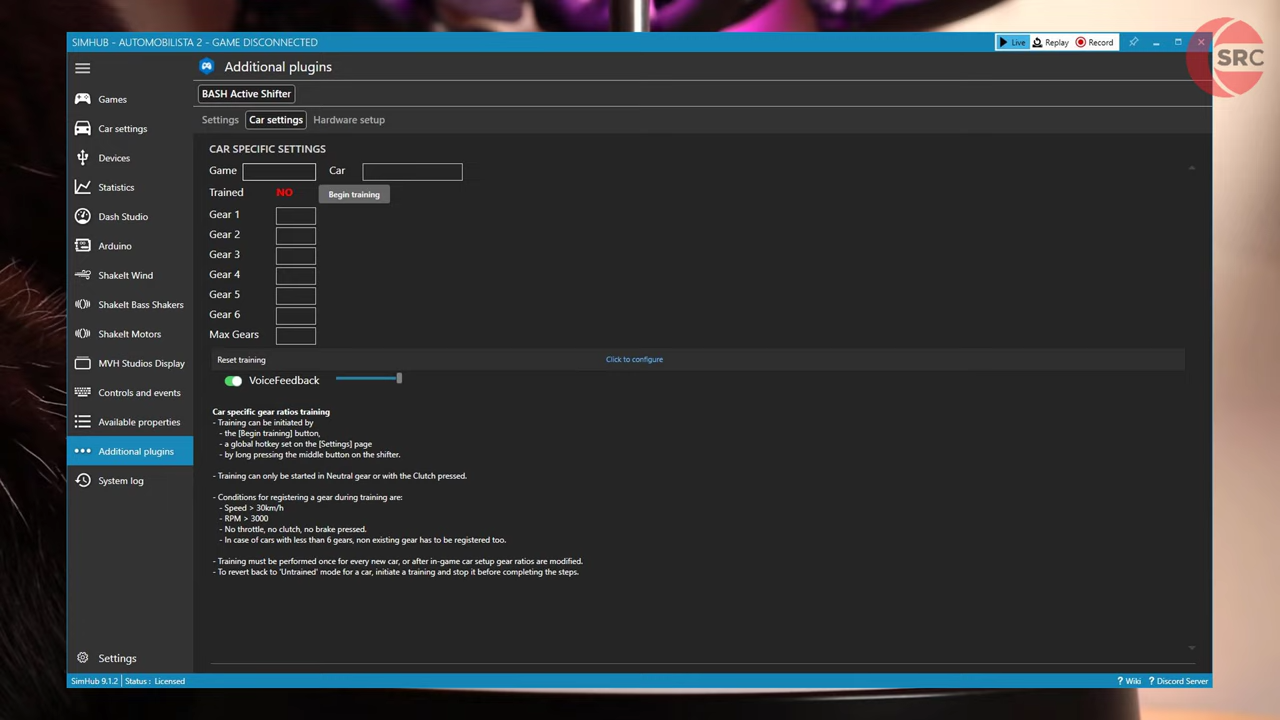 SIMHUB - AUTOMOBILISTA 2 - GAME DISCONNECTED
Live
Replay
Record
SRC
Additional plugins
BASH Active Shifter
Games
Car settings
Devices
Statistics
Dash Studio
Arduino
ShakeIt Wind
ShakeIt Bass Shakers
ShakeIt Motors
MVH Studios Display
Controls and events
Available properties
Additional plugins
System log
Settings
Settings
Car settings
Hardware setup
CAR SPECIFIC SETTINGS
Game
Car
Trained
NO
Begin training
Gear 1
Gear 2
Gear 3
Gear 4
Gear 5
Gear 6
Max Gears
Reset training
Click to configure
VoiceFeedback
Car specific gear ratios training
- Training can be initiated by
- the [Begin training] button,
- a global hotkey set on the [Settings] page
- by long pressing the middle button on the shifter.
- Training can only be started in Neutral gear or with the Clutch pressed.
- Conditions for registering a gear during training are:
- Speed > 30km/h
- RPM > 3000
- No throttle, no clutch, no brake pressed.
- In case of cars with less than 6 gears, non existing gear has to be registered too.
- Training must be performed once for every new car, or after in-game car setup gear ratios are modified.
- To revert back to 'Untrained' mode for a car, initiate a training and stop it before completing the steps.
SimHub 9.1.2
Status : Licensed
? Wiki
? Discord Server